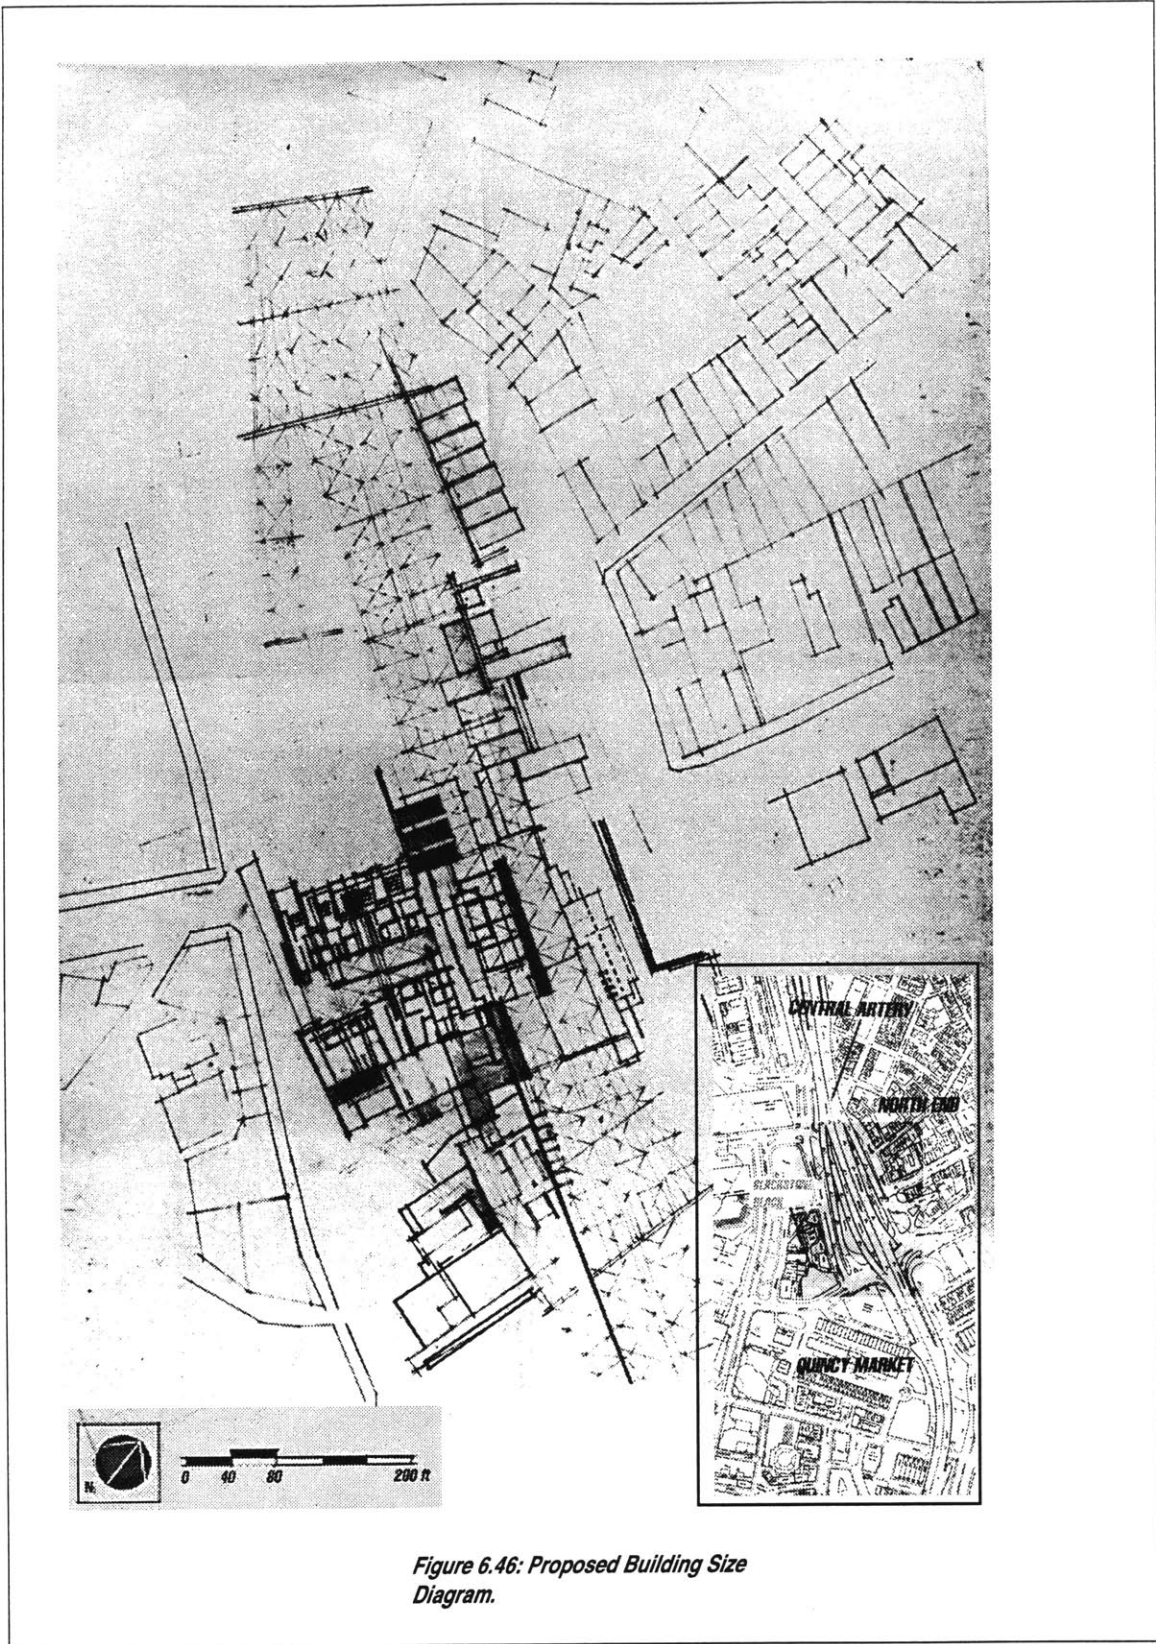 CENTRAL ARTERY
NORTH END
BLACKSTONE
BLOCK
QUINCY MARKET
N
0 40 80 200 ft
Figure 6.46: Proposed Building Size
Diagram.